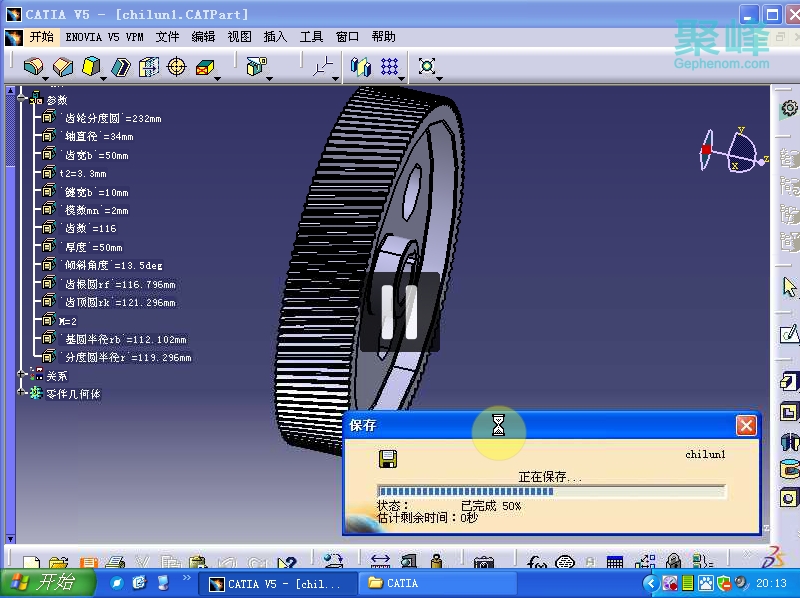 CATIA V5 - [chilun1.CATPart]
开始 ENOVIA V5 VPM 文件 编辑 视图 插入 工具 窗口 帮助
聚峰
Gephenom.com
参数
`齿轮分度圆`=232mm
`轴直径`=34mm
`齿宽b`=50mm
t2=3.3mm
`键宽b`=10mm
`模数mn`=2mm
`齿数`=116
`厚度`=50mm
`倾斜角度`=13.5deg
`齿根圆rf`=116.796mm
`齿顶圆rk`=121.296mm
M=2
`基圆半径rb`=112.102mm
`分度圆半径r`=119.296mm
关系
零件几何体
y
z
x
保存
chilun1
正在保存...
状态： 已完成 50%
估计剩余时间：0秒
开始
CATIA V5 - [chil...
CATIA
20:13